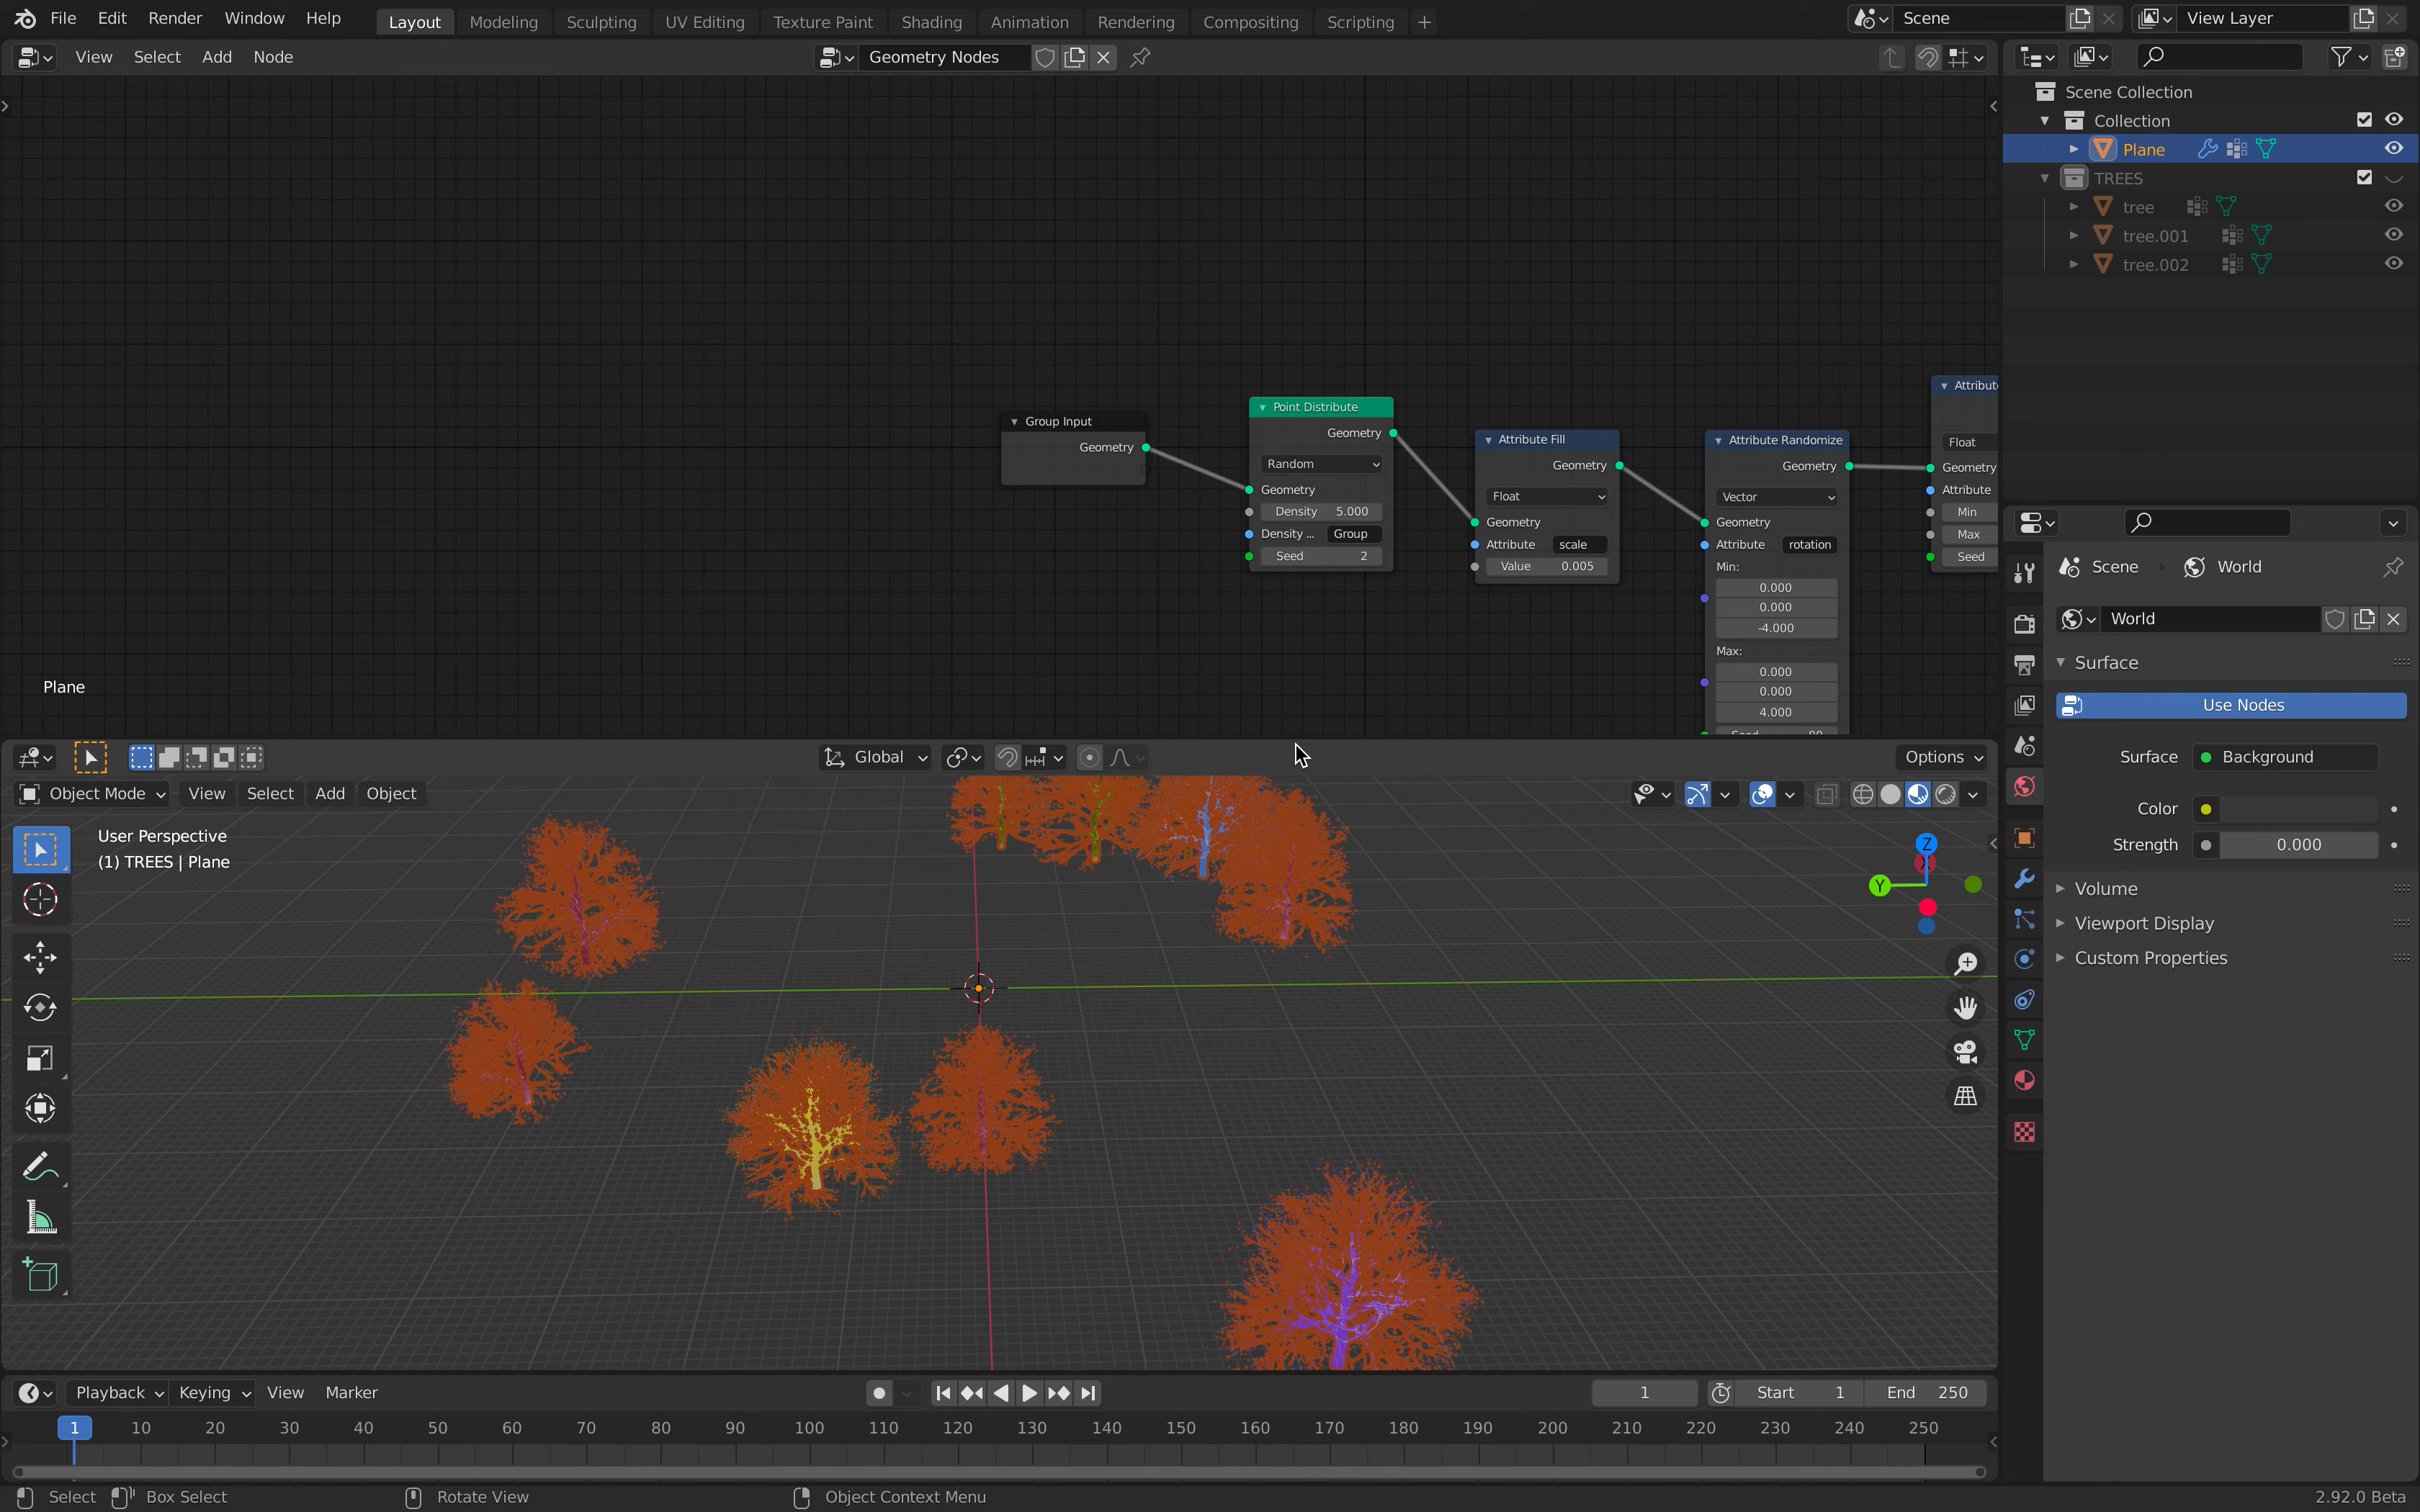 File Edit Render Window Help Layout Modeling Sculpting UV Editing Texture Paint Shading Animation Rendering Compositing Scripting + Scene View Layer
View Select Add Node Geometry Nodes
Scene Collection
Collection
Plane
TREES
tree
tree.001
tree.002
Group Input
Geometry
Point Distribute
Geometry
Random
Geometry
Density 5.000
Density ... Group
Seed 2
Attribute Fill
Geometry
Float
Geometry
Attribute scale
Value 0.005
Attribute Randomize
Geometry
Vector
Geometry
Attribute rotation
Min:
0.000
0.000
-4.000
Max:
0.000
0.000
4.000
Attribut
Float
Geometry
Attribute
Min
Max
Seed
Plane
Scene World
World
Surface
Use Nodes
Surface Background
Color
Strength 0.000
Volume
Viewport Display
Custom Properties
Global Options
Object Mode View Select Add Object
User Perspective
(1) TREES | Plane
Z
Y
Playback Keying View Marker 1 Start 1 End 250
1 10 20 30 40 50 60 70 80 90 100 110 120 130 140 150 160 170 180 190 200 210 220 230 240 250
Select Box Select Rotate View Object Context Menu 2.92.0 Beta